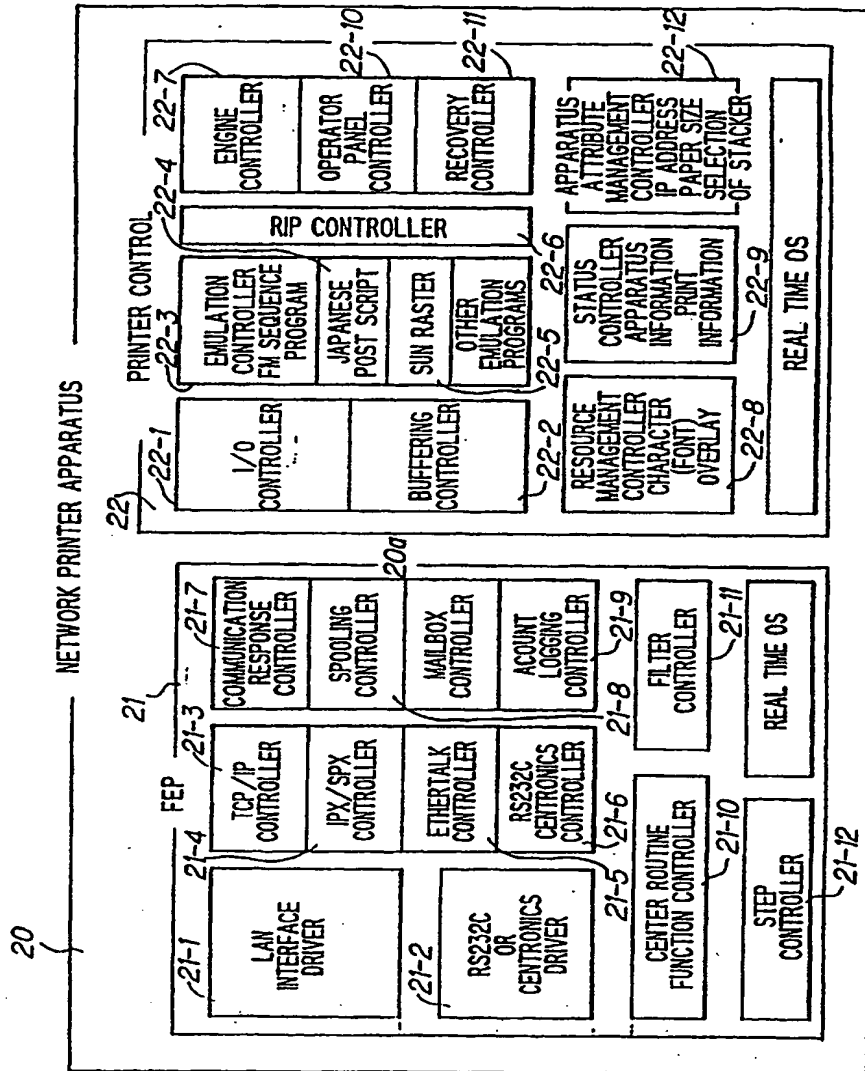 NETWORK PRINTER APPARATUS
20
21
FEP
21-1
LAN
INTERFACE
DRIVER
21-2
RS232C
OR
CENTRONICS
DRIVER
21-3
21-4
TCP/IP
CONTROLLER
IPX/SPX
CONTROLLER
ETHERTALK
CONTROLLER
RS232C
CENTRONICS
CONTROLLER
21-5
21-6
21-7
COMMUNICATION
RESPONSE
CONTROLLER
SPOOLING
CONTROLLER
20a
MAILBOX
CONTROLLER
ACOUNT
LOGGING
CONTROLLER
21-8
21-9
CENTER ROUTINE
FUNCTION CONTROLLER
21-10
FILTER
CONTROLLER
21-11
STEP
CONTROLLER
21-12
REAL TIME OS
22
PRINTER CONTROL
22-1
I/O
CONTROLLER
BUFFERING
CONTROLLER
22-2
22-3
EMULATION
CONTROLLER
FM SEQUENCE
PROGRAM
22-4
JAPANESE
POST SCRIPT
SUN RASTER
OTHER
EMULATION
PROGRAMS
22-5
RIP CONTROLLER
22-6
22-7
ENGINE
CONTROLLER
OPERATOR
PANEL
CONTROLLER
22-10
RECOVERY
CONTROLLER
22-11
RESOURCE
MANAGEMENT
CONTROLLER
CHARACTER
(FONT)
OVERLAY
22-8
STATUS
CONTROLLER
APPARATUS
INFORMATION
PRINT
INFORMATION
22-9
APPARATUS
ATTRIBUTE
MANAGEMENT
CONTROLLER
IP ADDRESS
PAPER SIZE
SELECTION
OF STACKER
22-12
REAL TIME OS